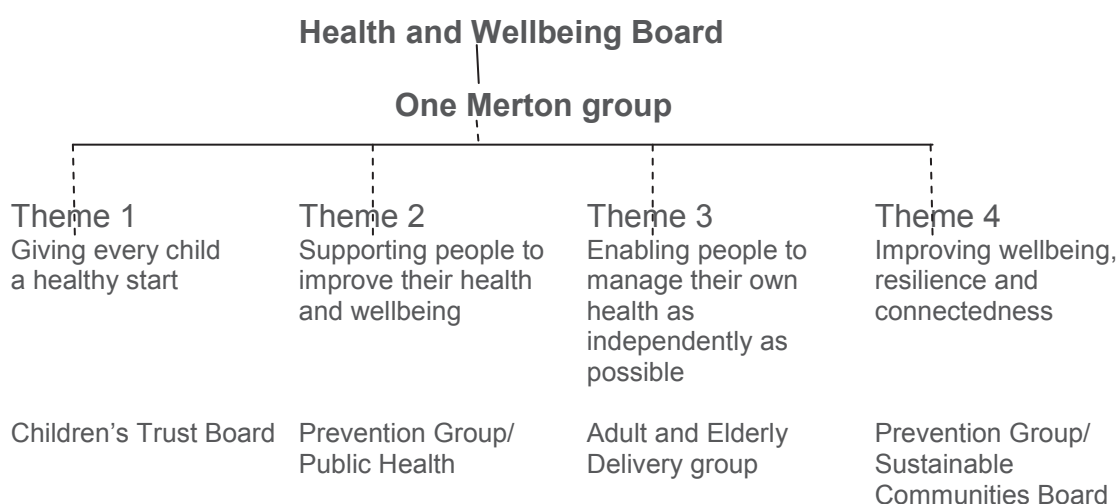 Health and Wellbeing Board
One Merton group
Theme 1
Giving every child
a healthy start
Theme 2
Supporting people to
improve their health
and wellbeing
Theme 3
Enabling people to
manage their own
health as
independently as
possible
Theme 4
Improving wellbeing,
resilience and
connectedness
Children’s Trust Board
Prevention Group/
Public Health
Adult and Elderly
Delivery group
Prevention Group/
Sustainable
Communities Board